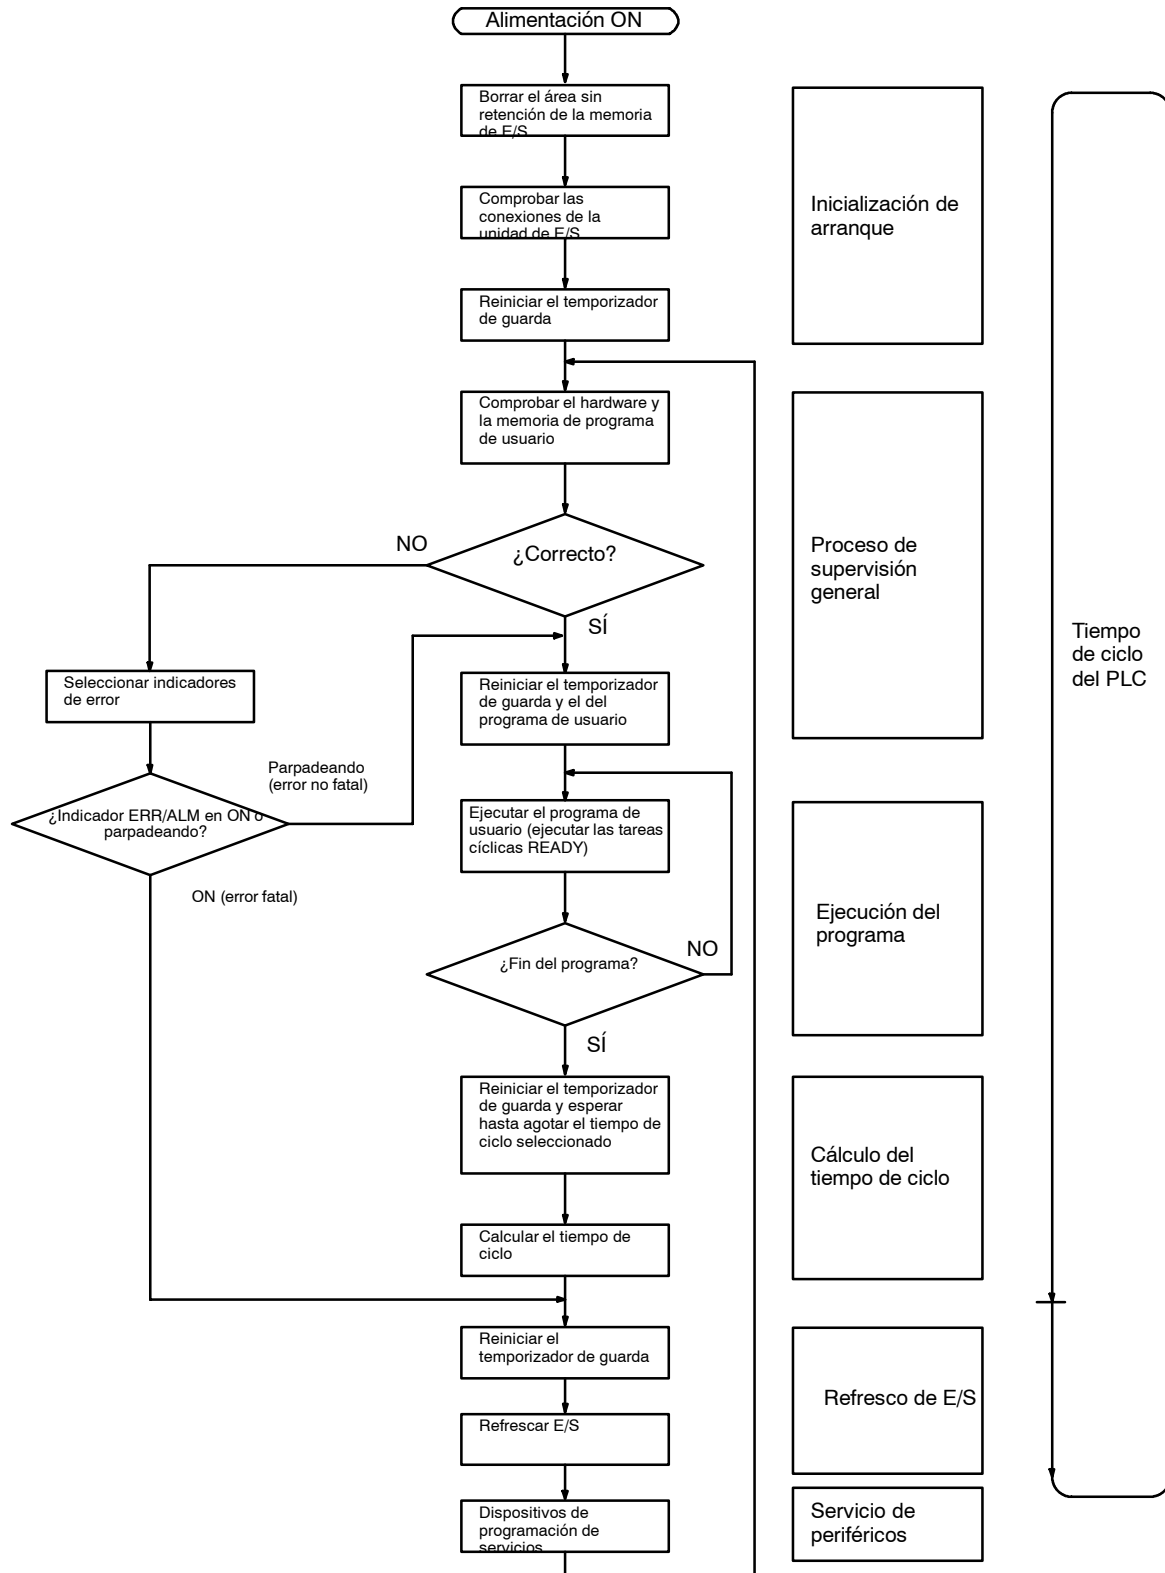 Alimentación ON
Borrar el área sin
retención de la memoria
de E/S
Inicialización de
arranque
Comprobar las
conexiones de la
unidad de E/S
Reiniciar el temporizador
de guarda
Comprobar el hardware y
la memoria de programa
de usuario
Proceso de
supervisión
general
NO
¿Correcto?
SÍ
Tiempo
de ciclo
del PLC
Seleccionar indicadores
de error
Reiniciar el temporizador
de guarda y el del
programa de usuario
Parpadeando
(error no fatal)
¿Indicador ERR/ALM en ON o
parpadeando?
Ejecutar el programa de
usuario (ejecutar las tareas
cíclicas READY)
ON (error fatal)
Ejecución del
programa
¿Fin del programa?
NO
SÍ
Reiniciar el temporizador
de guarda y esperar
hasta agotar el tiempo de
ciclo seleccionado
Cálculo del
tiempo de ciclo
Calcular el tiempo de
ciclo
Reiniciar el
temporizador de guarda
Refresco de E/S
Refrescar E/S
Dispositivos de
programación de
servicios
Servicio de
periféricos